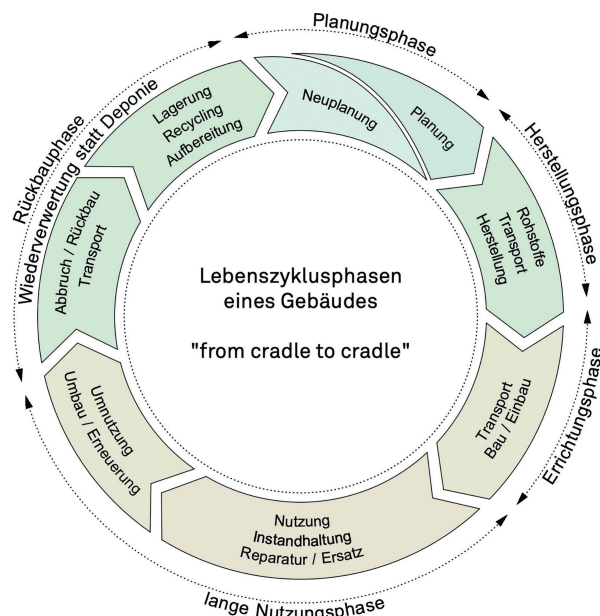 Planungsphase
Neuplanung
Planung
Herstellungsphase
Rohstoffe
Transport
Herstellung
Errichtungsphase
Transport
Bau / Einbau
lange Nutzungsphase
Nutzung
Instandhaltung
Reparatur / Ersatz
Umnutzung
Umbau / Erneuerung
Rückbauphase
Wiederverwertung statt Deponie
Abbruch / Rückbau
Transport
Lagerung
Recycling
Aufbereitung
Lebenszyklusphasen
eines Gebäudes
"from cradle to cradle"